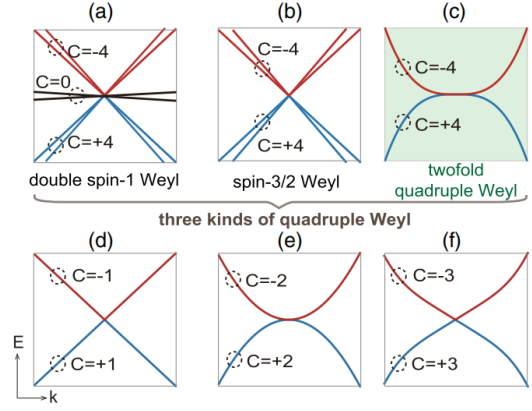 (a) (b) (c)
C=-4 C=-4 C=-4
C=0
C=+4 C=+4 C=+4
double spin-1 Weyl spin-3/2 Weyl twofold
quadruple Weyl
three kinds of quadruple Weyl
(d) (e) (f)
C=-1 C=-2 C=-3
C=+1 C=+2 C=+3
E
k